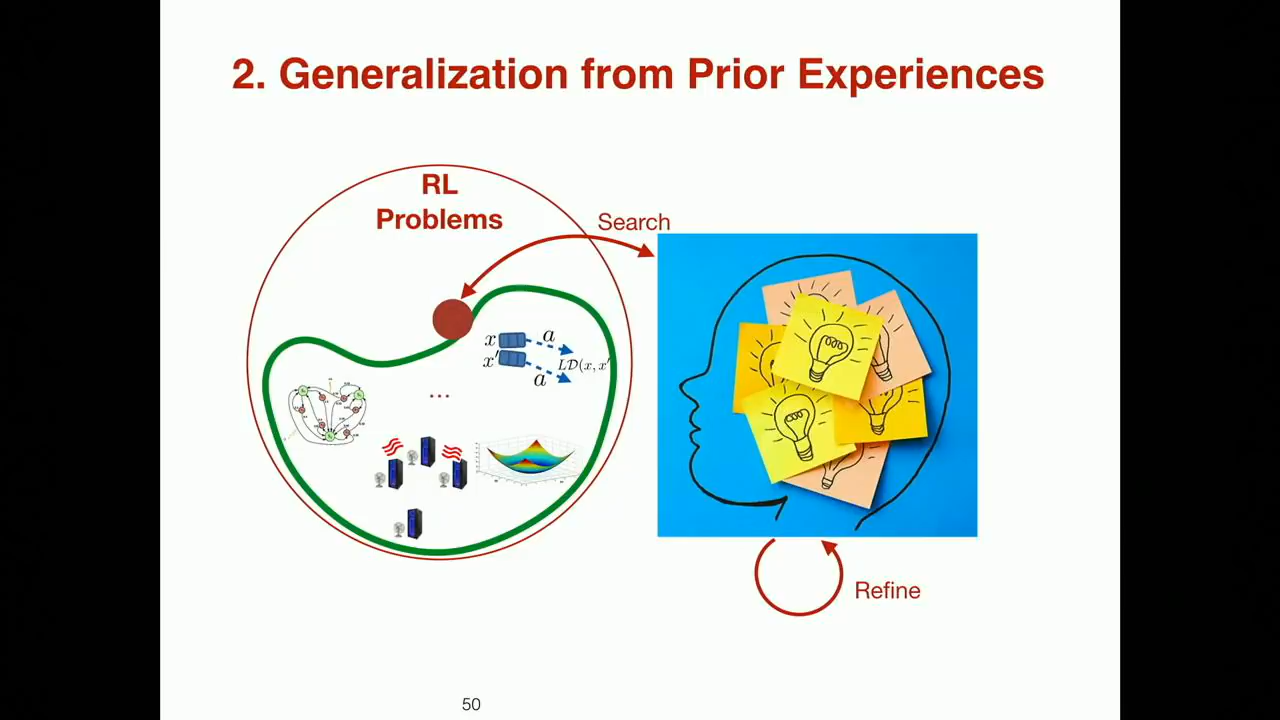 2. Generalization from Prior Experiences
RL
Problems
Search
x
a
x'
LD(x, x'
a
...
Refine
50